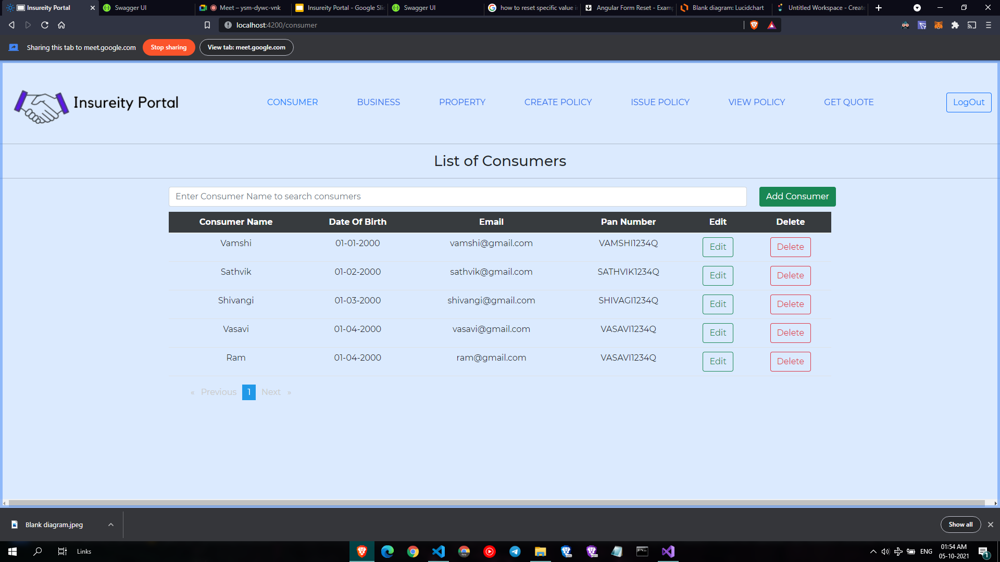 Insureity Portal
Swagger UI
Meet – ysm-dywc-vnk
Insureity Portal - Google Sli
Swagger UI
how to reset specific value i
Angular Form Reset - Examp
Blank diagram: Lucidchart
Untitled Workspace - Create
localhost:4200/consumer
Sharing this tab to meet.google.com
Stop sharing
View tab: meet.google.com
Insureity Portal
CONSUMER
BUSINESS
PROPERTY
CREATE POLICY
ISSUE POLICY
VIEW POLICY
GET QUOTE
LogOut
List of Consumers
Enter Consumer Name to search consumers
Add Consumer
Consumer Name Date Of Birth Email Pan Number Edit Delete
Vamshi 01-01-2000 vamshi@gmail.com VAMSHI1234Q Edit Delete
Sathvik 01-02-2000 sathvik@gmail.com SATHVIK1234Q Edit Delete
Shivangi 01-03-2000 shivangi@gmail.com SHIVAGI1234Q Edit Delete
Vasavi 01-04-2000 vasavi@gmail.com VASAVI1234Q Edit Delete
Ram 01-04-2000 ram@gmail.com VASAVI1234Q Edit Delete
« Previous 1 Next »
Blank diagram.jpeg
Show all
Links
ENG
01:54 AM
05-10-2021
1